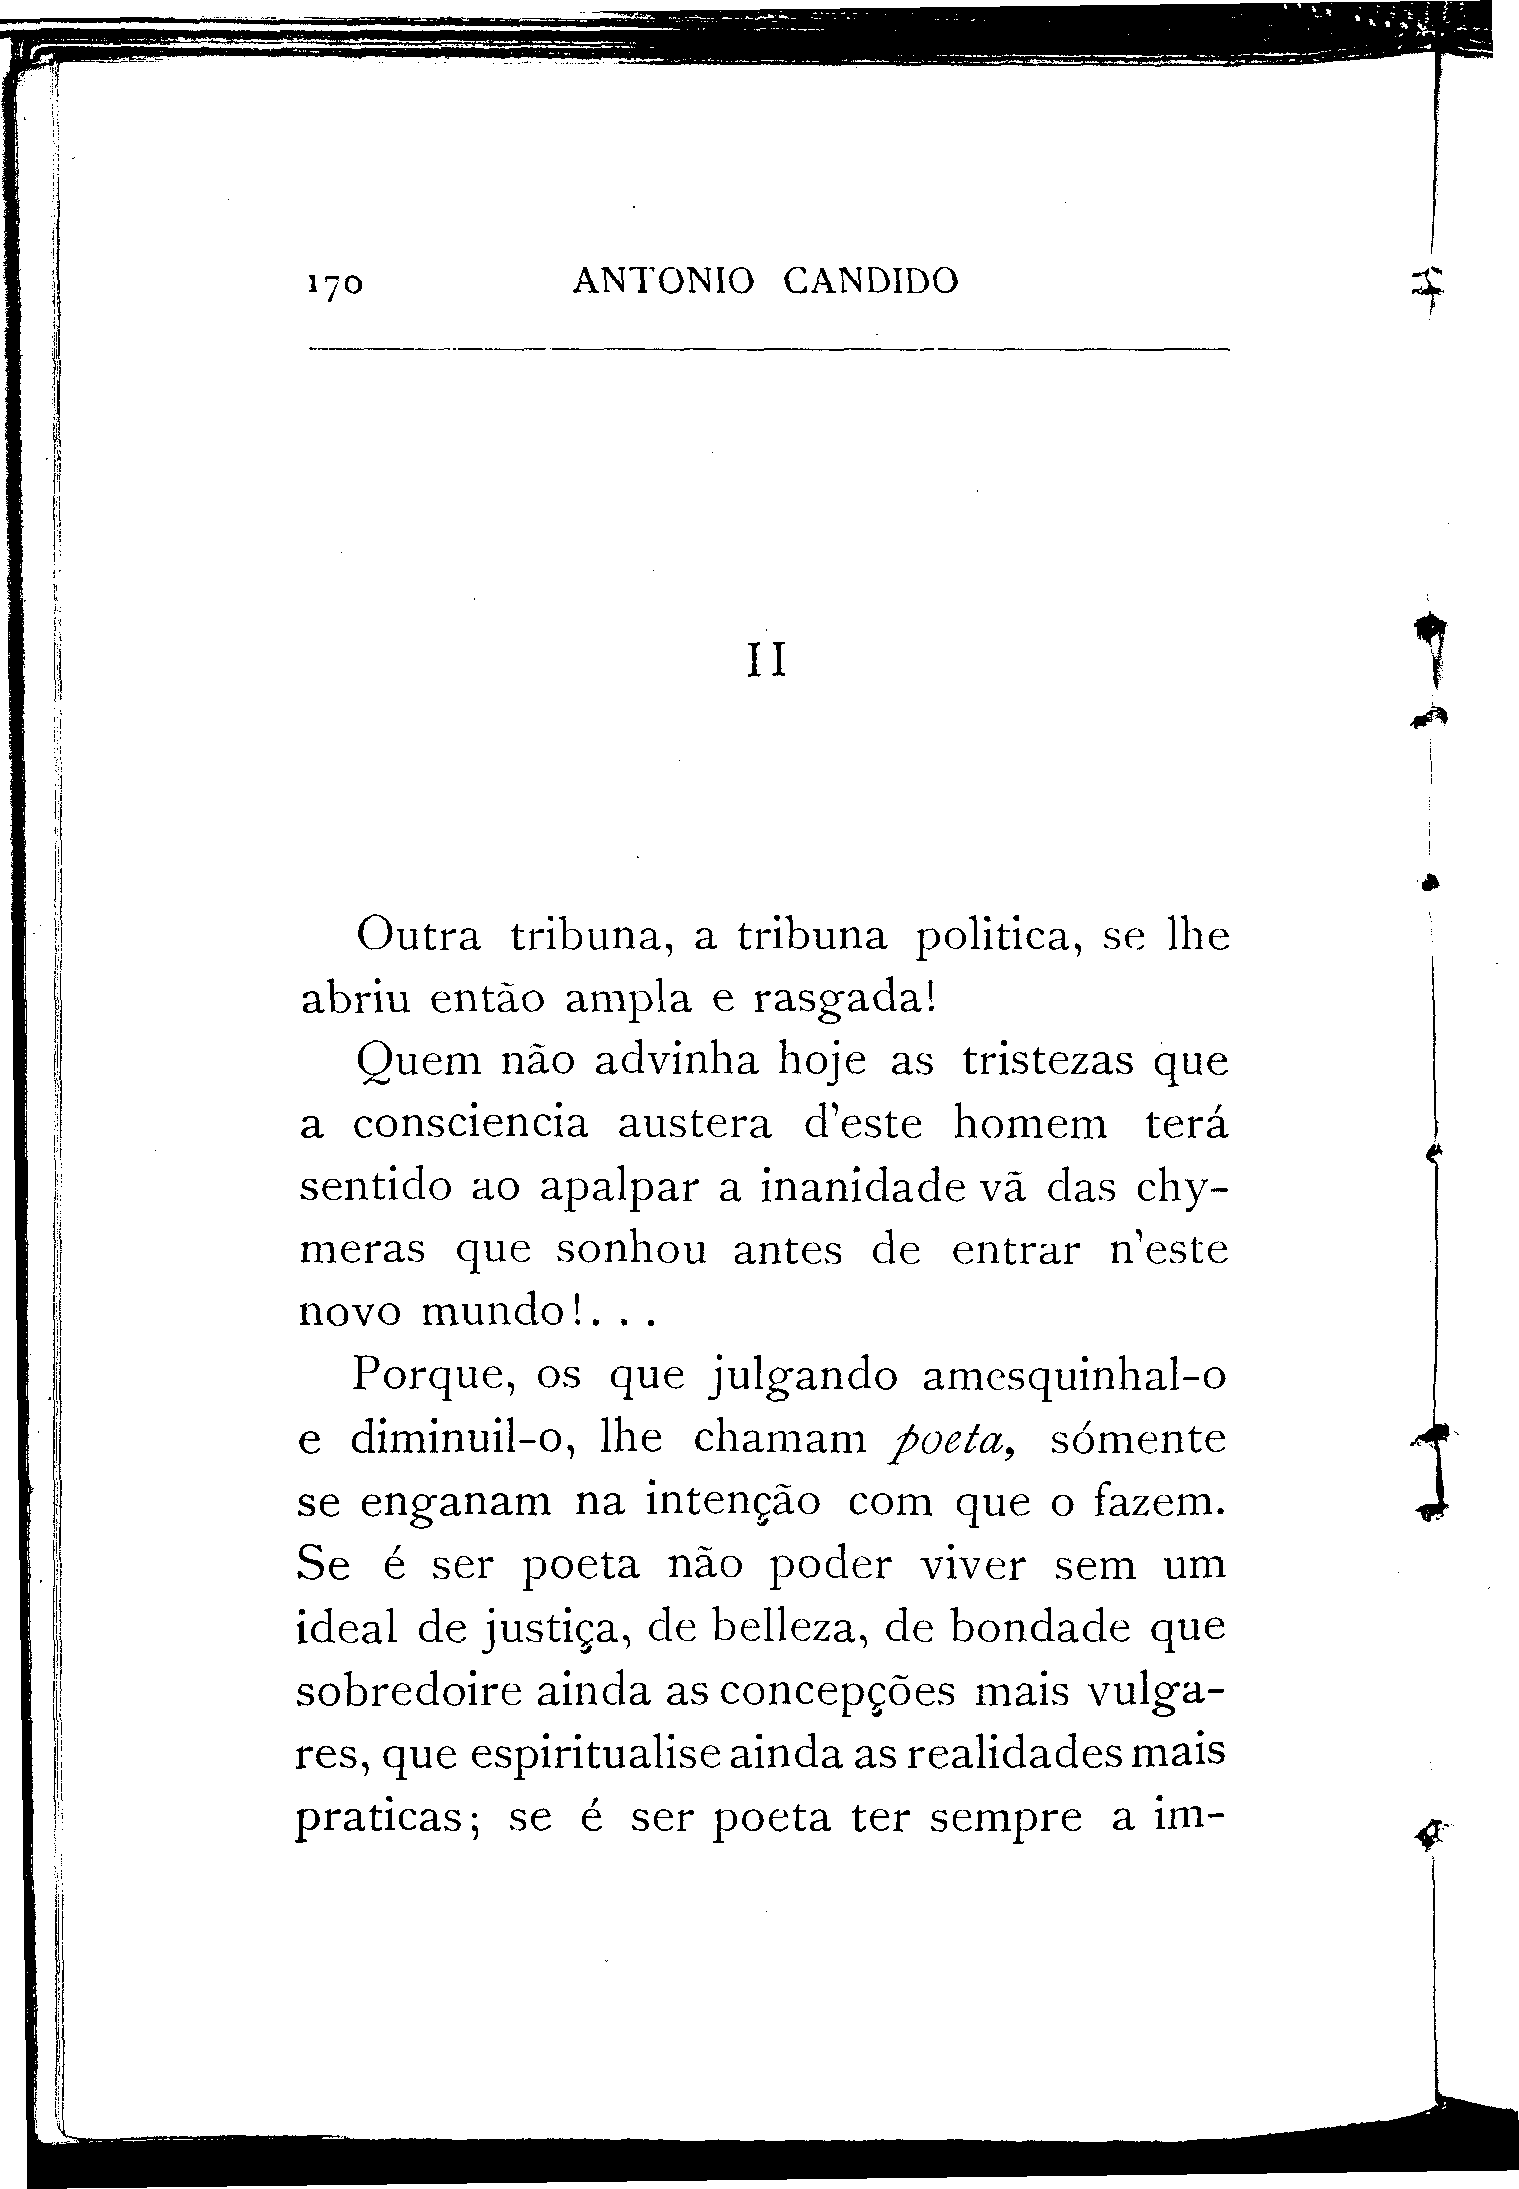 170 ANTONIO CANDIDO
II
Outra tribuna, a tribuna politica, se lhe
abriu então ampla e rasgada!
Quem não advinha hoje as tristezas que
a consciencia austera d'este homem terá
sentido ao apalpar a inanidade vã das chy-
meras que sonhou antes de entrar n'este
novo mundo!...
Porque, os que julgando amesquinhal-o
e diminuil-o, lhe chamam poeta, sómente
se enganam na intenção com que o fazem.
Se é ser poeta não poder viver sem um
ideal de justiça, de belleza, de bondade que
sobredoire ainda as concepções mais vulga-
res, que espiritualise ainda as realidades mais
praticas; se é ser poeta ter sempre a im-